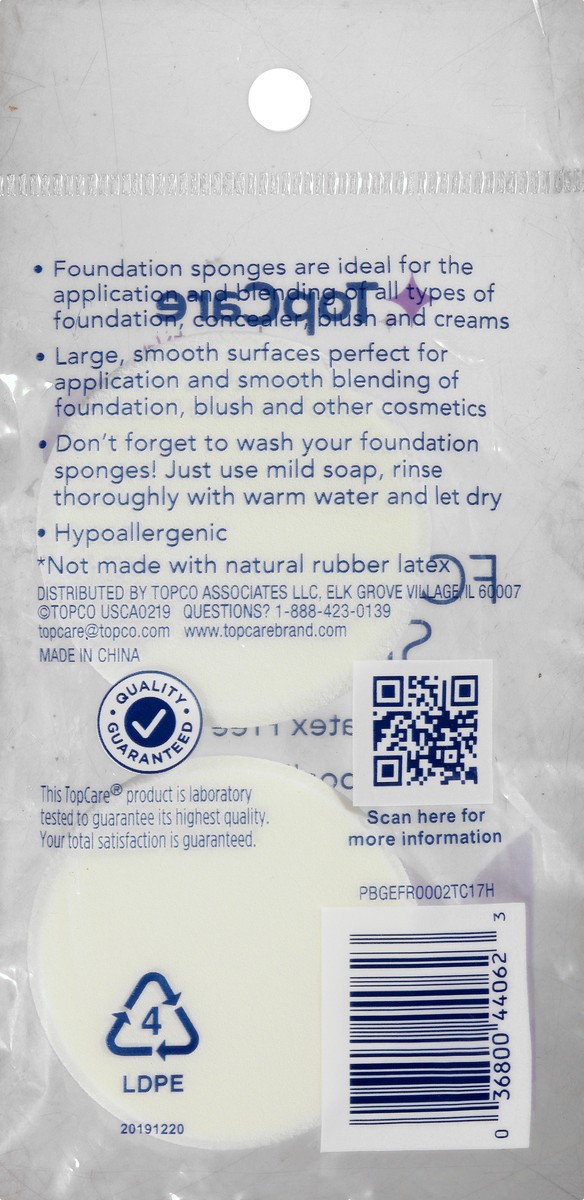 • Foundation sponges are ideal for the
application and blending of all types of
foundation, concealer, blush and creams
TopCare
• Large, smooth surfaces perfect for
application and smooth blending of
foundation, blush and other cosmetics
• Don't forget to wash your foundation
sponges! Just use mild soap, rinse
thoroughly with warm water and let dry
• Hypoallergenic
*Not made with natural rubber latex
DISTRIBUTED BY TOPCO ASSOCIATES LLC, ELK GROVE VILLAGE, IL 60007
©TOPCO USCA0219 QUESTIONS? 1-888-423-0139
topcare@topco.com www.topcarebrand.com
MADE IN CHINA
QUALITY
GUARANTEED
This TopCare® product is laboratory
tested to guarantee its highest quality.
Your total satisfaction is guaranteed.
Scan here for
more information
PBGEFR0002TC17H
0 36800 44062 3
4
LDPE
20191220